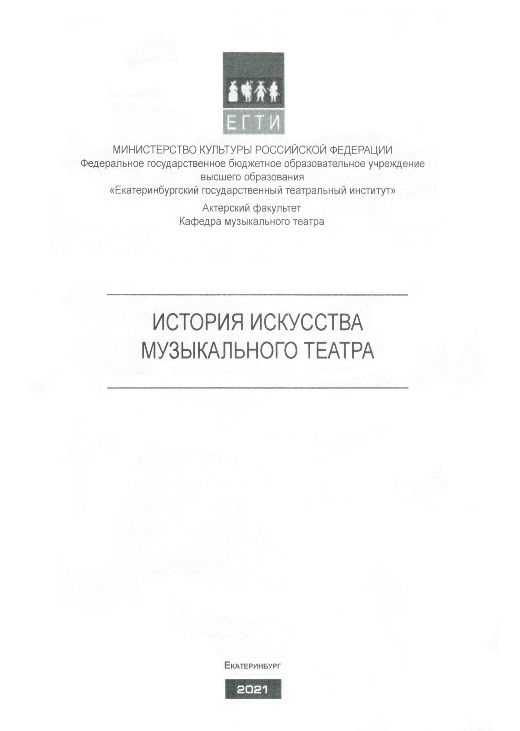 ЕГТИ
МИНИСТЕРСТВО КУЛЬТУРЫ РОССИЙСКОЙ ФЕДЕРАЦИИ
Федеральное государственное бюджетное образовательное учреждение
высшего образования
«Екатеринбургский государственный театральный институт»
Актерский факультет
Кафедра музыкального театра
ИСТОРИЯ ИСКУССТВА
МУЗЫКАЛЬНОГО ТЕАТРА
ЕКАТЕРИНБУРГ
2021